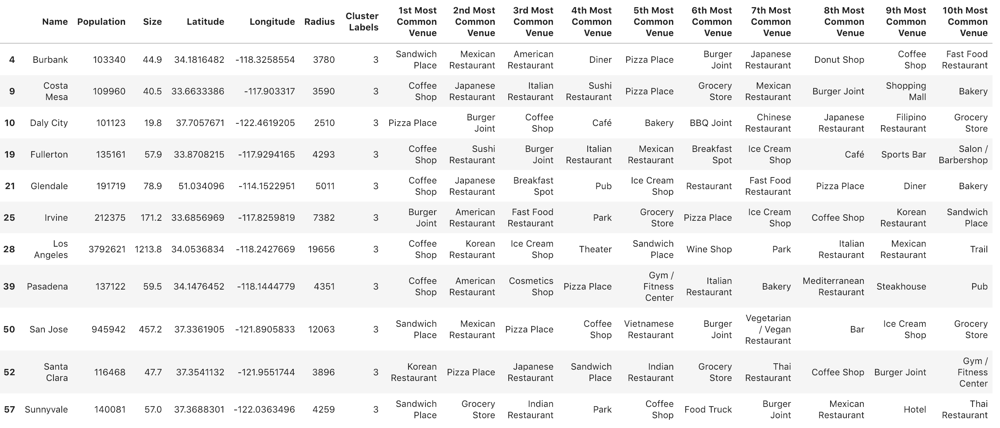 Name Population Size Latitude Longitude Radius Cluster Labels 1st Most Common Venue 2nd Most Common Venue 3rd Most Common Venue 4th Most Common Venue 5th Most Common Venue 6th Most Common Venue 7th Most Common Venue 8th Most Common Venue 9th Most Common Venue 10th Most Common Venue
4 Burbank 103340 44.9 34.1816482 -118.3258554 3780 3 Sandwich Place Mexican Restaurant American Restaurant Diner Pizza Place Burger Joint Japanese Restaurant Donut Shop Coffee Shop Fast Food Restaurant
9 Costa Mesa 109960 40.5 33.6633386 -117.903317 3590 3 Coffee Shop Japanese Restaurant Italian Restaurant Sushi Restaurant Pizza Place Grocery Store Mexican Restaurant Burger Joint Shopping Mall Bakery
10 Daly City 101123 19.8 37.7057671 -122.4619205 2510 3 Pizza Place Burger Joint Coffee Shop Café Bakery BBQ Joint Chinese Restaurant Japanese Restaurant Filipino Restaurant Grocery Store
19 Fullerton 135161 57.9 33.8708215 -117.9294165 4293 3 Coffee Shop Sushi Restaurant Burger Joint Italian Restaurant Mexican Restaurant Breakfast Spot Ice Cream Shop Café Sports Bar Salon / Barbershop
21 Glendale 191719 78.9 51.034096 -114.1522951 5011 3 Coffee Shop Japanese Restaurant Breakfast Spot Pub Ice Cream Shop Restaurant Fast Food Restaurant Pizza Place Diner Bakery
25 Irvine 212375 171.2 33.6856969 -117.8259819 7382 3 Burger Joint American Restaurant Fast Food Restaurant Park Grocery Store Pizza Place Ice Cream Shop Coffee Shop Korean Restaurant Sandwich Place
28 Los Angeles 3792621 1213.8 34.0536834 -118.2427669 19656 3 Coffee Shop Korean Restaurant Ice Cream Shop Theater Sandwich Place Wine Shop Park Italian Restaurant Mexican Restaurant Trail
39 Pasadena 137122 59.5 34.1476452 -118.1444779 4351 3 Coffee Shop American Restaurant Cosmetics Shop Pizza Place Gym / Fitness Center Italian Restaurant Bakery Mediterranean Restaurant Steakhouse Pub
50 San Jose 945942 457.2 37.3361905 -121.8905833 12063 3 Sandwich Place Mexican Restaurant Pizza Place Coffee Shop Vietnamese Restaurant Burger Joint Vegetarian / Vegan Restaurant Bar Ice Cream Shop Grocery Store
52 Santa Clara 116468 47.7 37.3541132 -121.9551744 3896 3 Korean Restaurant Pizza Place Japanese Restaurant Sandwich Place Indian Restaurant Grocery Store Thai Restaurant Coffee Shop Burger Joint Gym / Fitness Center
57 Sunnyvale 140081 57.0 37.3688301 -122.0363496 4259 3 Sandwich Place Grocery Store Indian Restaurant Park Coffee Shop Food Truck Burger Joint Mexican Restaurant Hotel Thai Restaurant